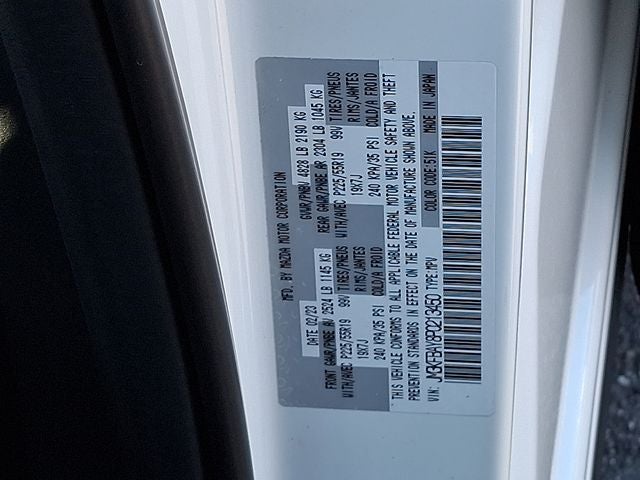 MFD. BY MAZDA MOTOR CORPORATION
DATE 02/23 GVWR/PNBV 4828 LB 2190 KG
FRONT GAWR/PNBE AV 2524 LB 1145 KG REAR GAWR/PNBE AR 2304 LB 1045 KG
WITH/AVEC P225/55R19 99V TIRES/PNEUS WITH/AVEC P225/55R19 99V TIRES/PNEUS
19X7J RIMS/JANTES 19X7J RIMS/JANTES
240 KPA/35 PSI COLD/A FROID 240 KPA/35 PSI COLD/A FROID
THIS VEHICLE CONFORMS TO ALL APPLICABLE FEDERAL MOTOR VEHICLE SAFETY AND THEFT
PREVENTION STANDARDS IN EFFECT ON THE DATE OF MANUFACTURE SHOWN ABOVE.
VIN: JM3KFBAY8P0213450 TYPE:MPV COLOR CODE:51K MADE IN JAPAN